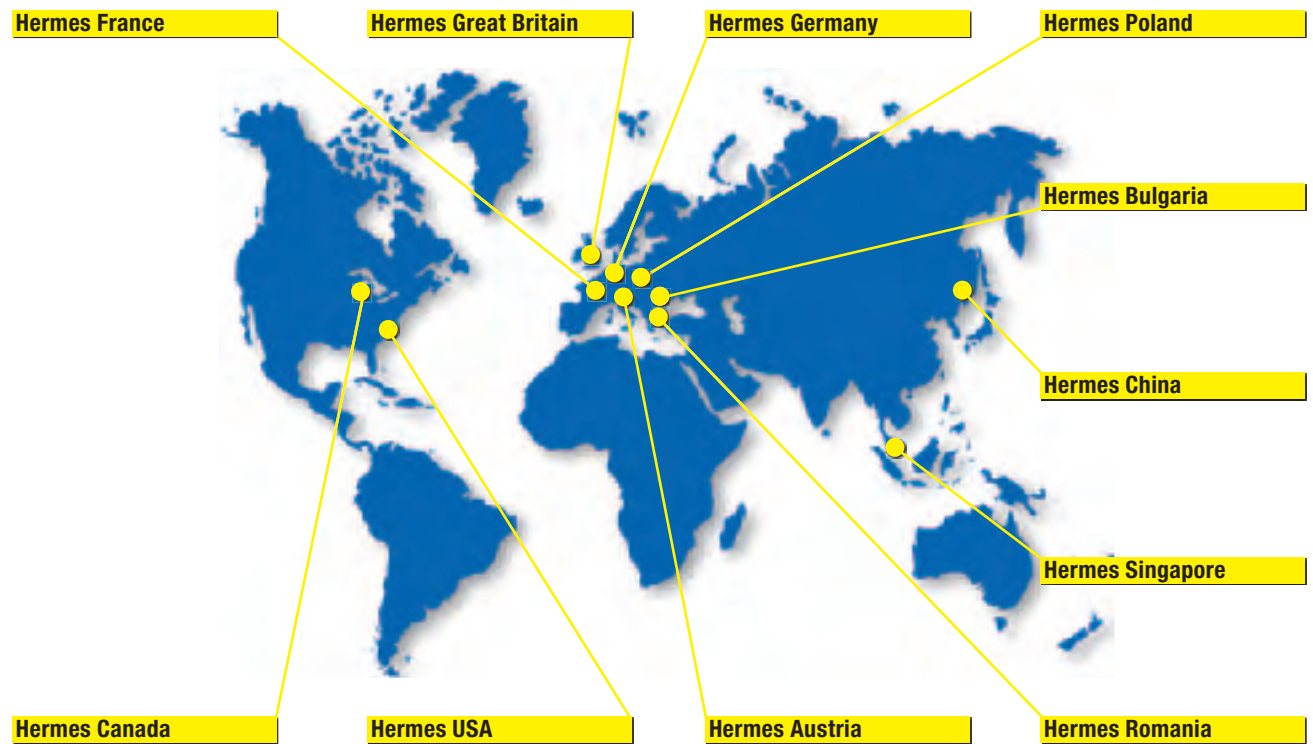 Hermes France
Hermes Great Britain
Hermes Germany
Hermes Poland
Hermes Bulgaria
Hermes China
Hermes Singapore
Hermes Canada
Hermes USA
Hermes Austria
Hermes Romania